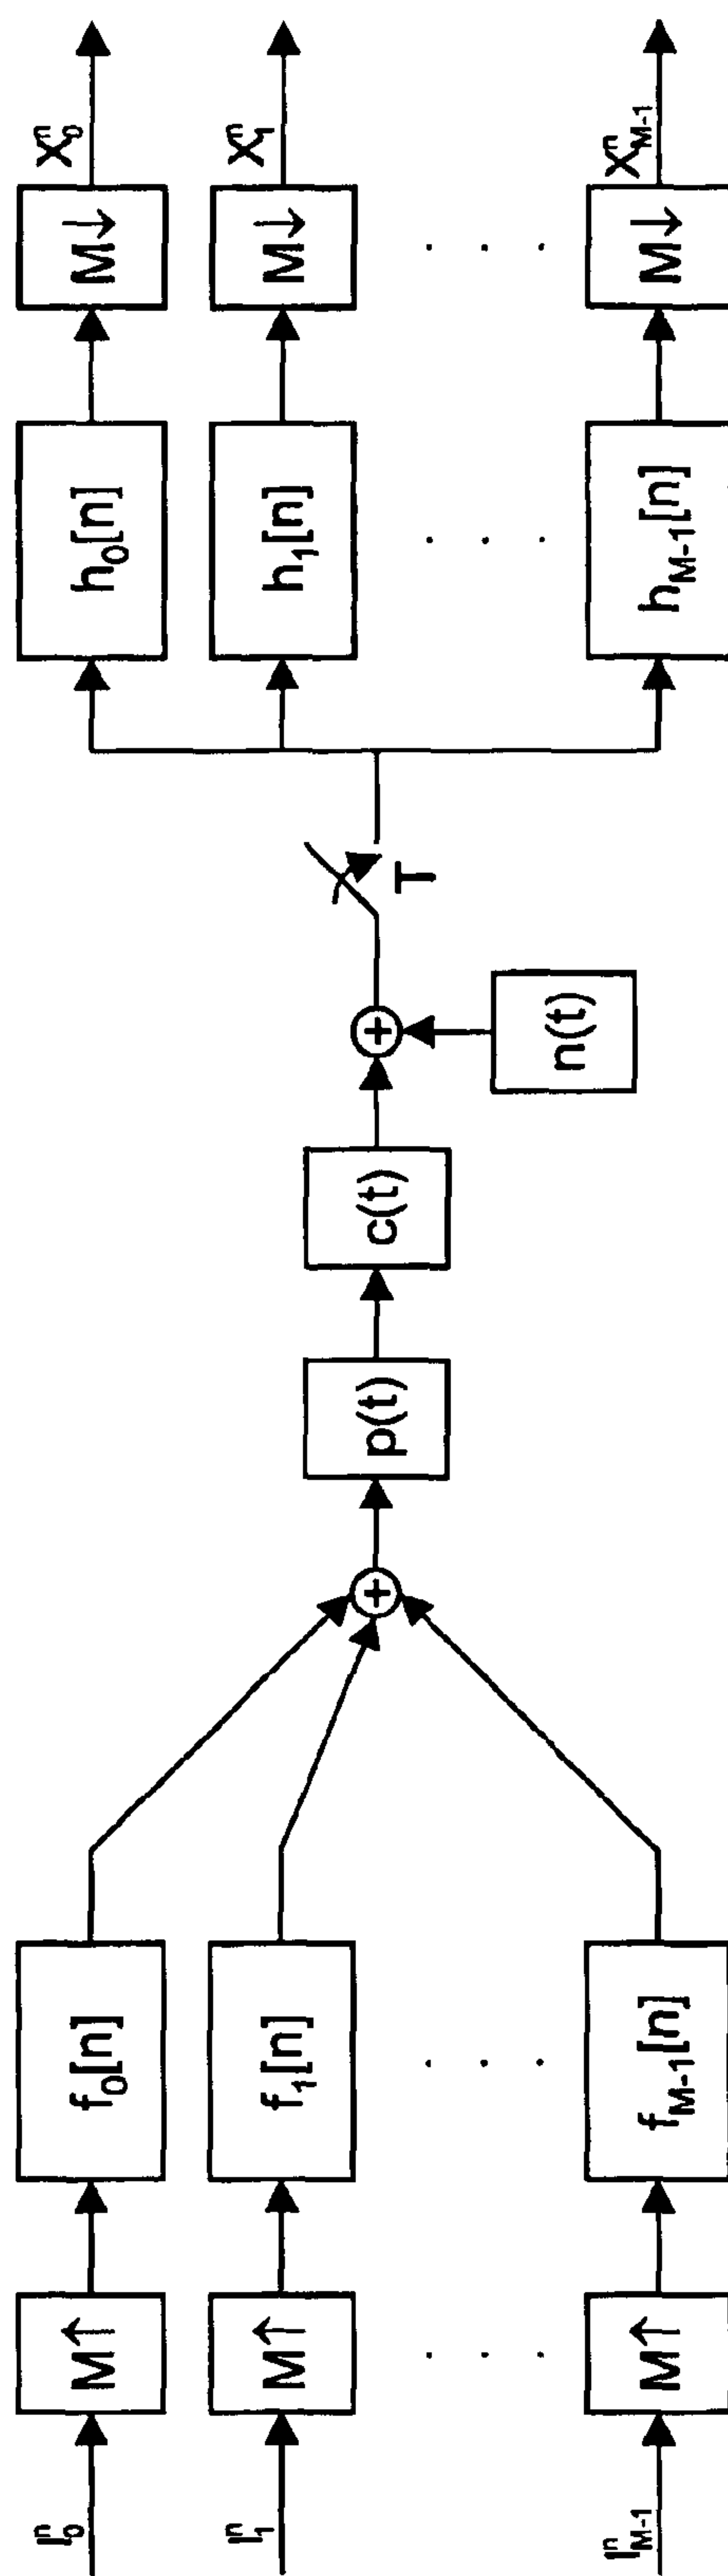 I₀ⁿ M↑ f₀[n] h₀[n] M↓ X₀ⁿ
I₁ⁿ M↑ f₁[n] p(t) c(t) + n(t) T h₁[n] M↓ X₁ⁿ
+
. . . . . . . . . . . .
I_{M-1}ⁿ M↑ f_{M-1}[n] h_{M-1}[n] M↓ X_{M-1}ⁿ